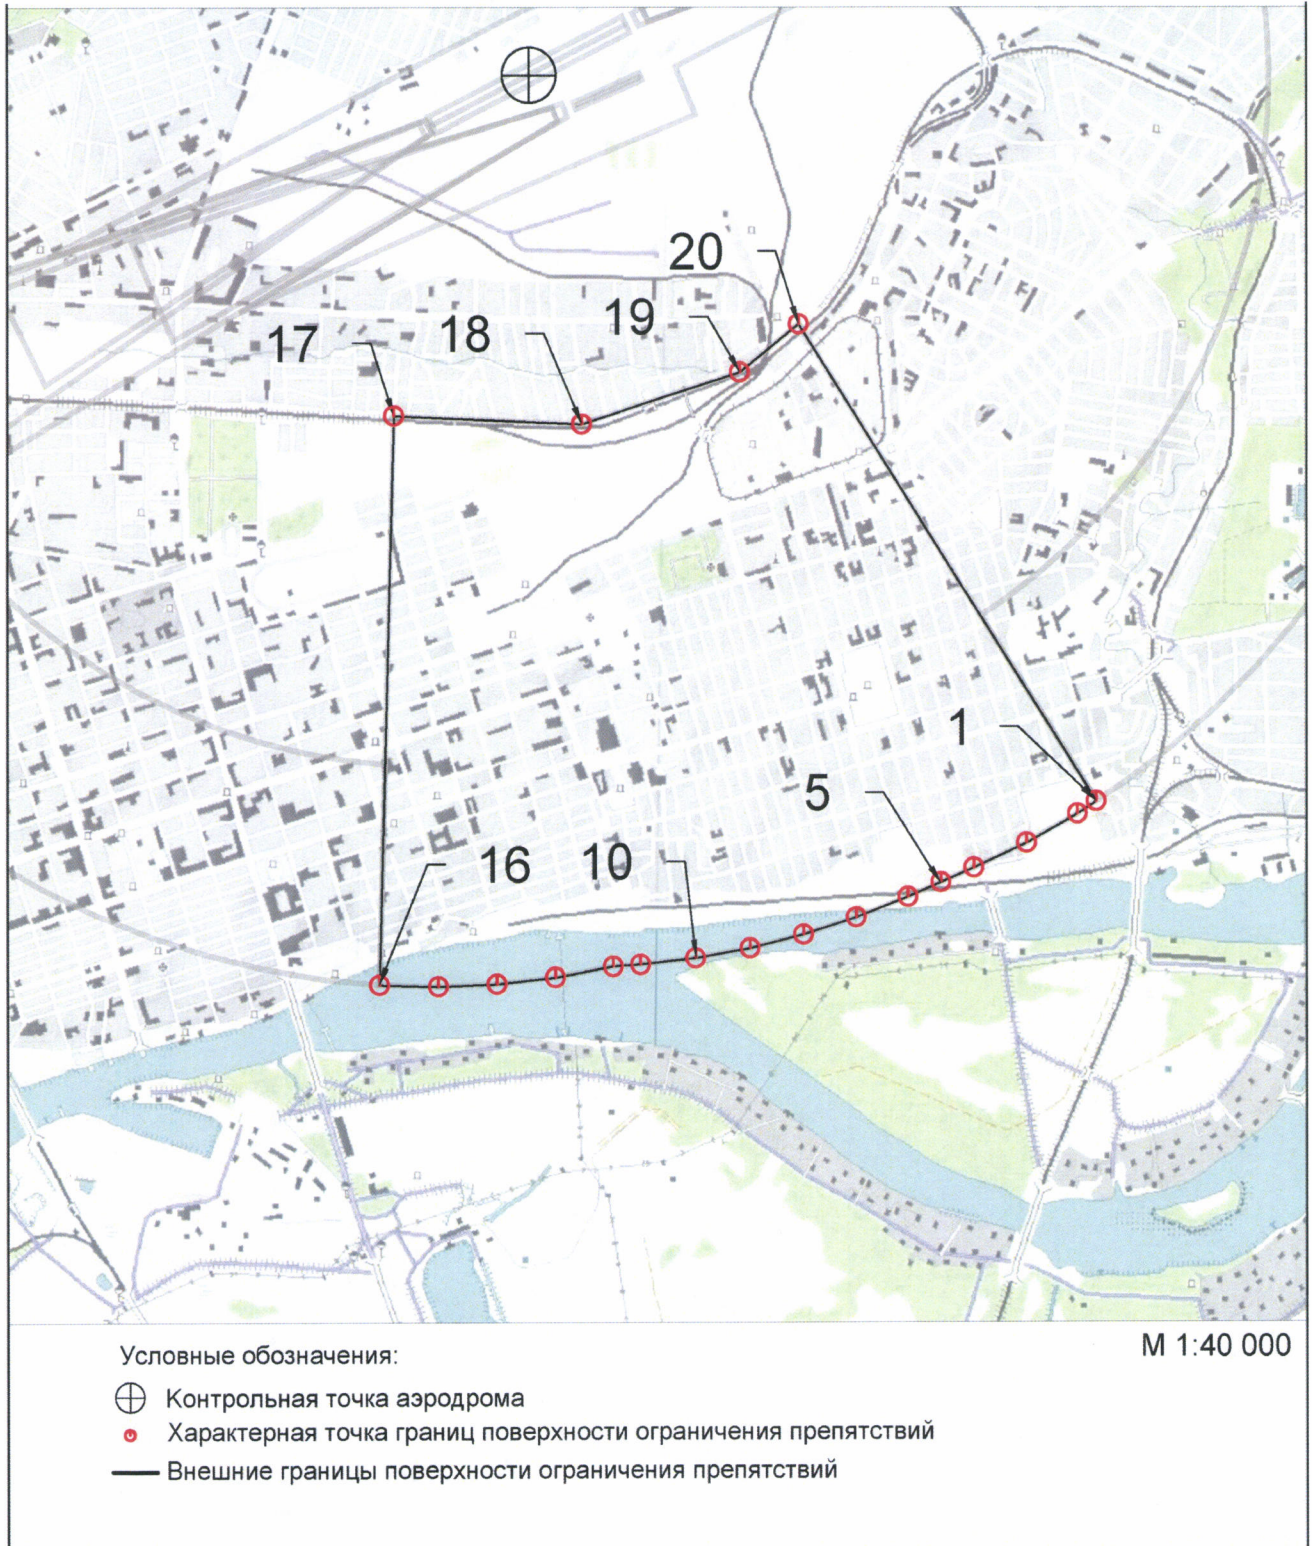 20
19
18
17
1
5
16
10
М 1:40 000
Условные обозначения:
Контрольная точка аэродрома
Характерная точка границ поверхности ограничения препятствий
Внешние границы поверхности ограничения препятствий